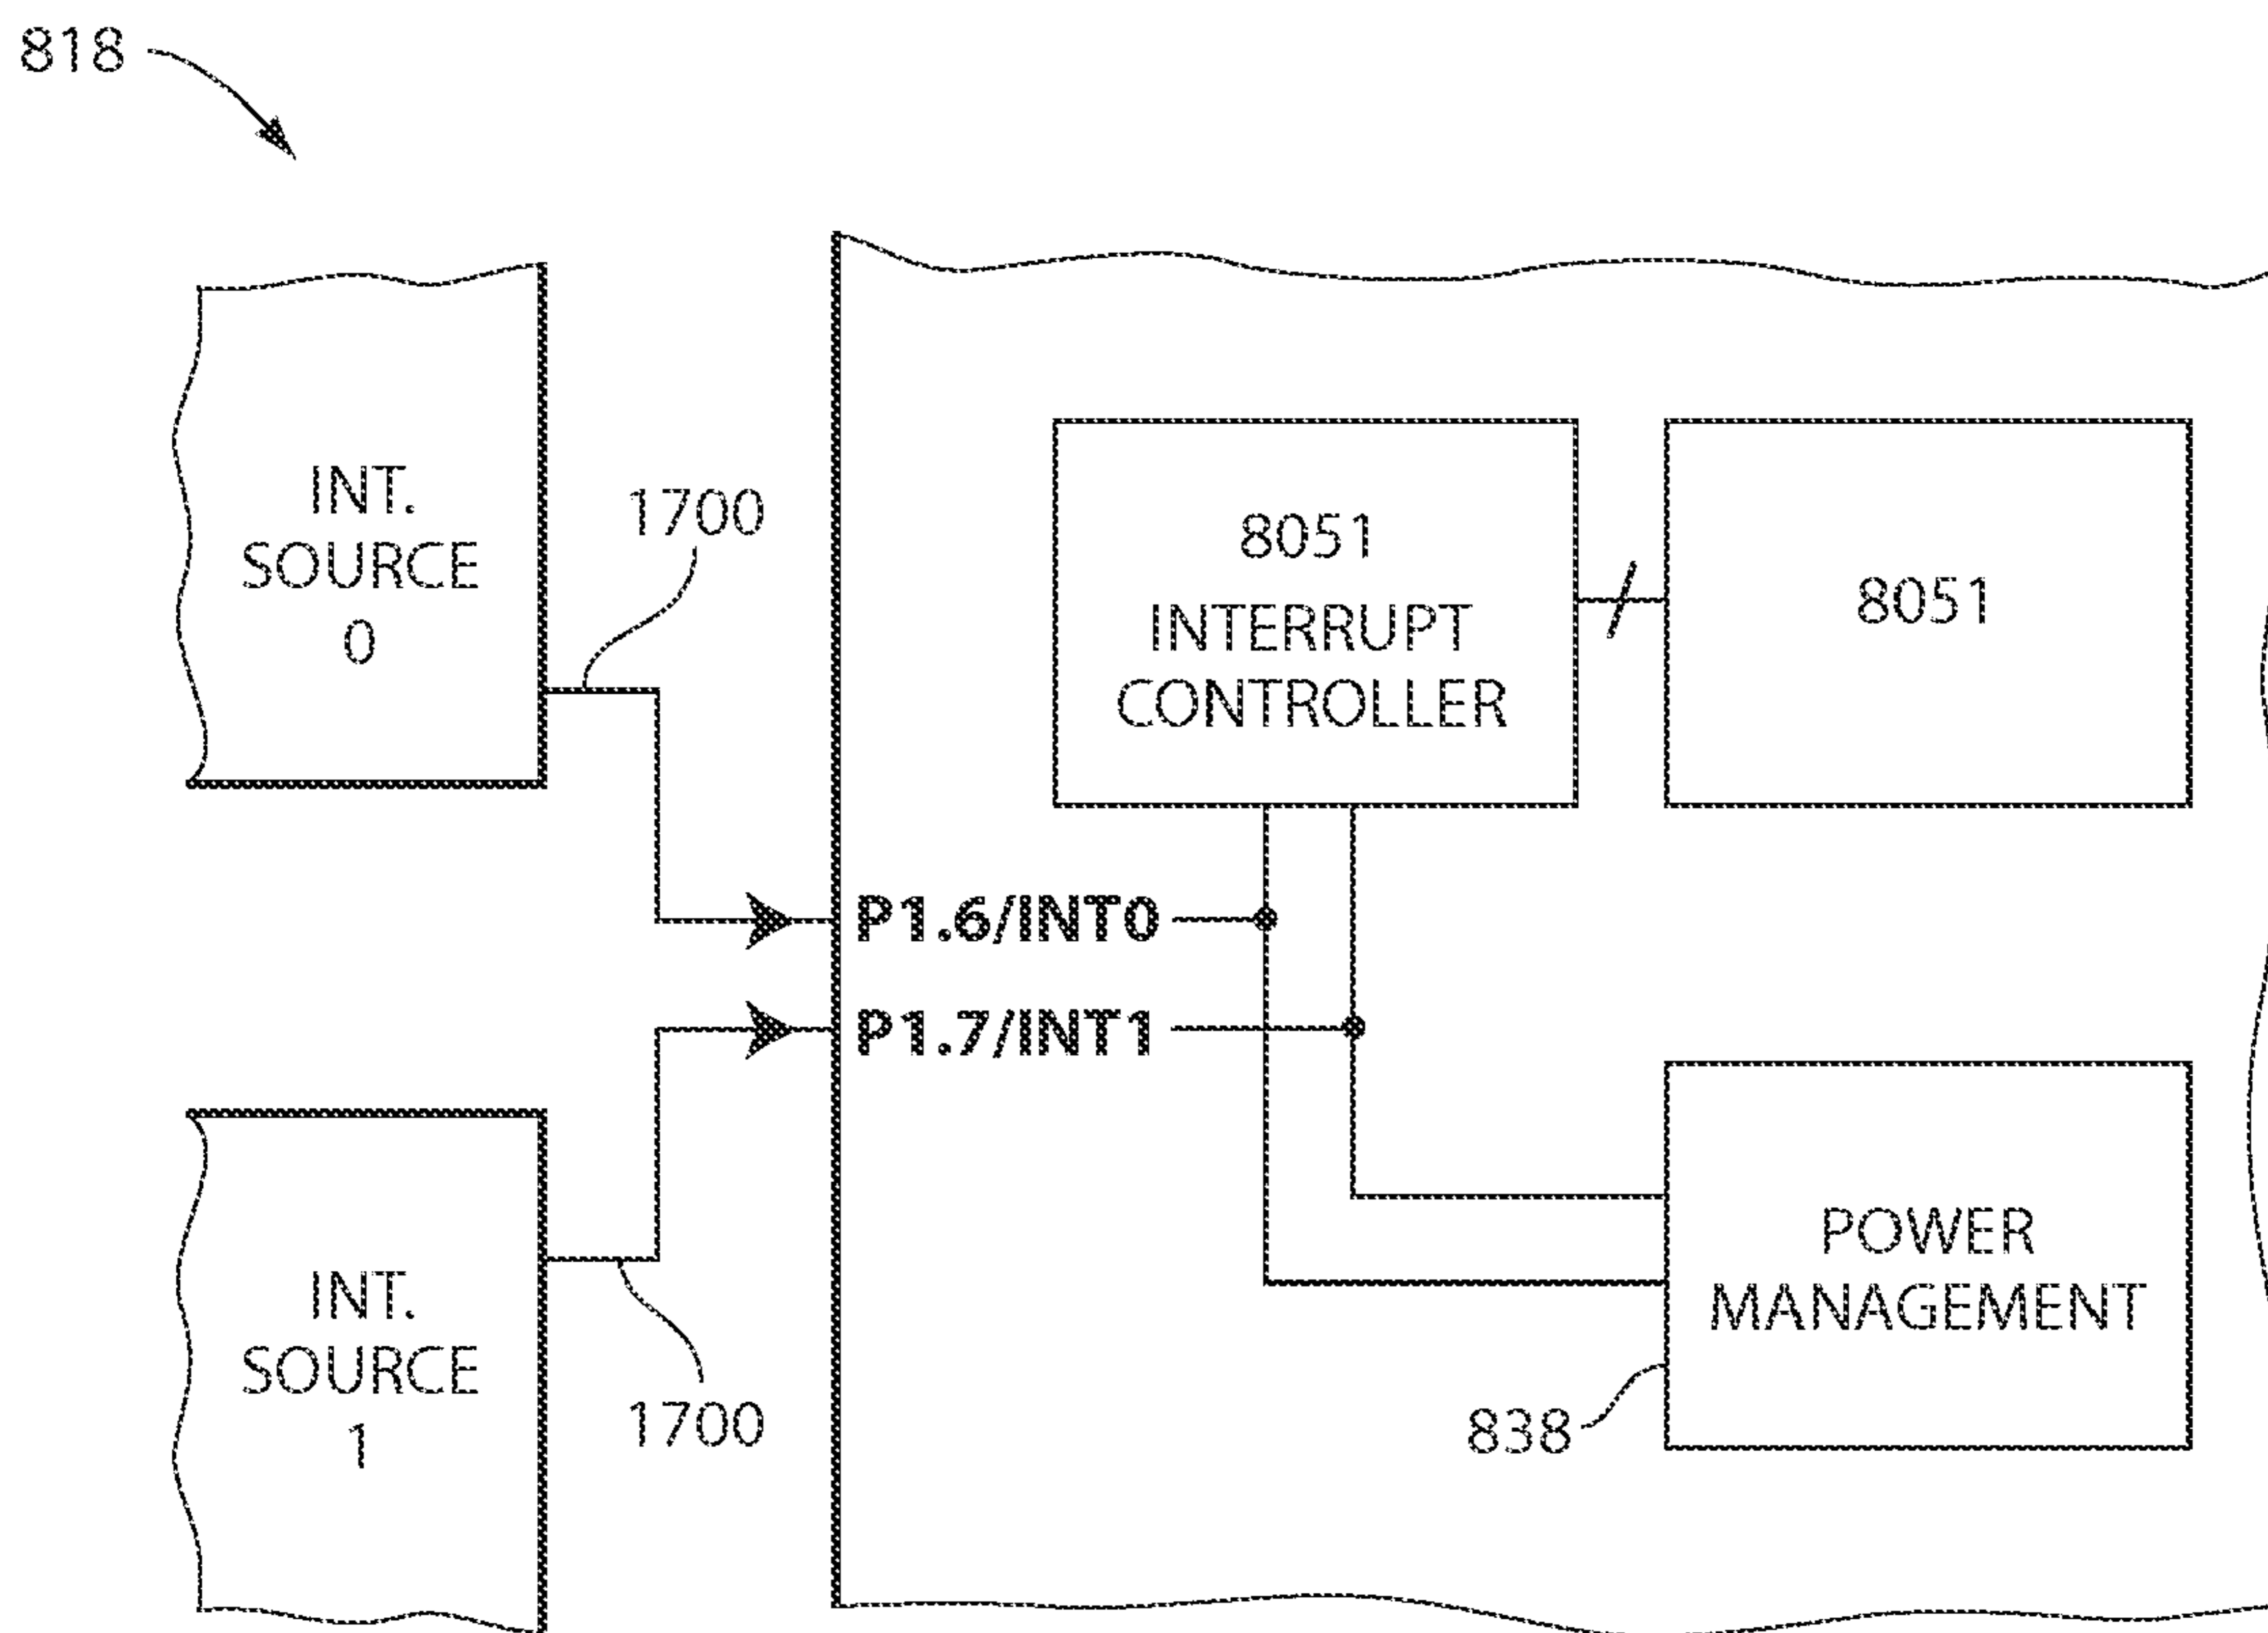 818
INT.
SOURCE
0
1700
8051
INTERRUPT
CONTROLLER
8051
P1.6/INT0
P1.7/INT1
INT.
SOURCE
1
1700
POWER
MANAGEMENT
838